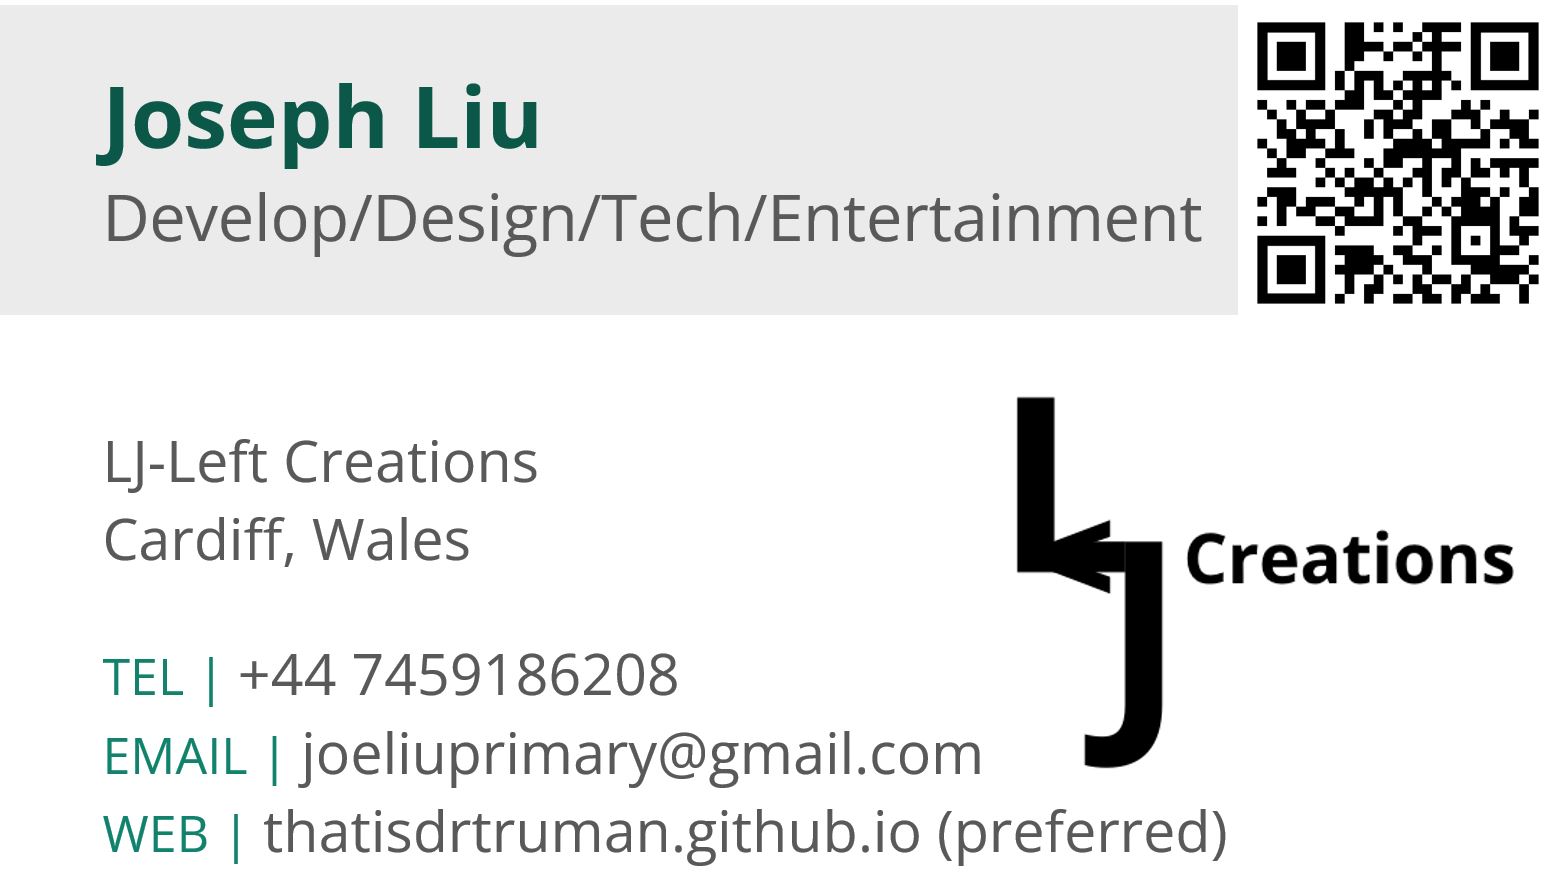 Joseph Liu
Develop/Design/Tech/Entertainment
LJ-Left Creations
Cardiff, Wales
TEL | +44 7459186208
EMAIL | joeliuprimary@gmail.com
WEB | thatisdrtruman.github.io (preferred)
LJ Creations